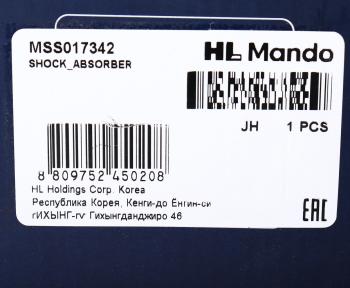 MSS017342
SHOCK_ABSORBER
HL Mando
JH 1 PCS
8 809752 450208
HL Holdings Corp. Korea
Республика Корея, Кенги-до Ёнгин-си
гиХЫНГ-гу Гихынгданджиро 46
EAC